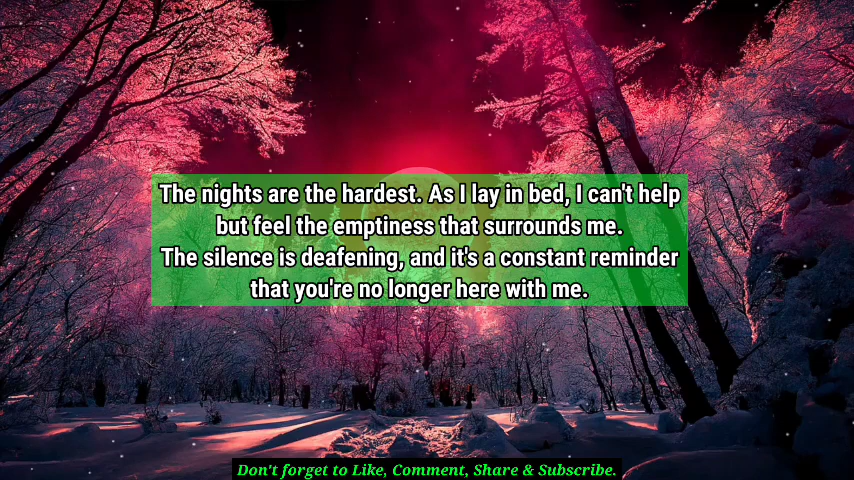 The nights are the hardest. As I lay in bed, I can't help
but feel the emptiness that surrounds me.
The silence is deafening, and it's a constant reminder
that you're no longer here with me.
Don't forget to Like, Comment, Share & Subscribe.